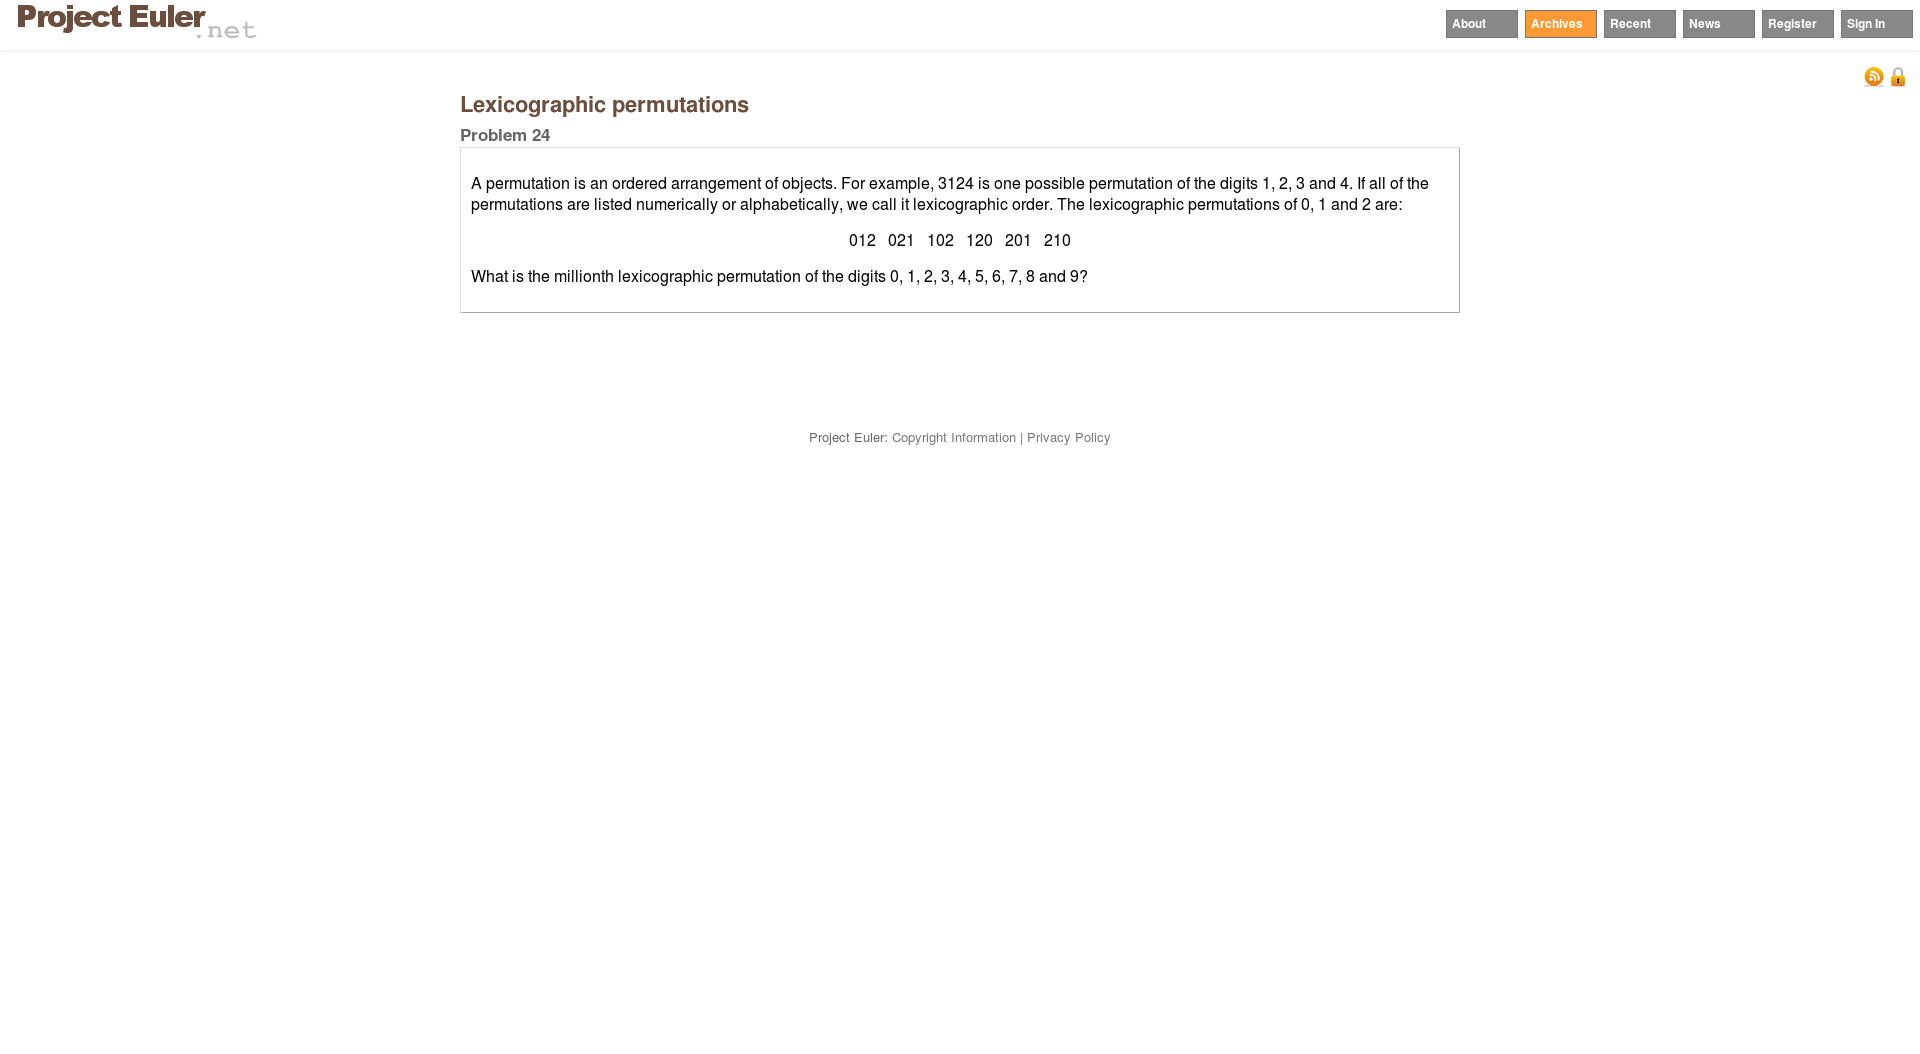 Project Euler.net
About Archives Recent News Register Sign In
Lexicographic permutations
Problem 24
A permutation is an ordered arrangement of objects. For example, 3124 is one possible permutation of the digits 1, 2, 3 and 4. If all of the
permutations are listed numerically or alphabetically, we call it lexicographic order. The lexicographic permutations of 0, 1 and 2 are:
012 021 102 120 201 210
What is the millionth lexicographic permutation of the digits 0, 1, 2, 3, 4, 5, 6, 7, 8 and 9?
Project Euler: Copyright Information | Privacy Policy